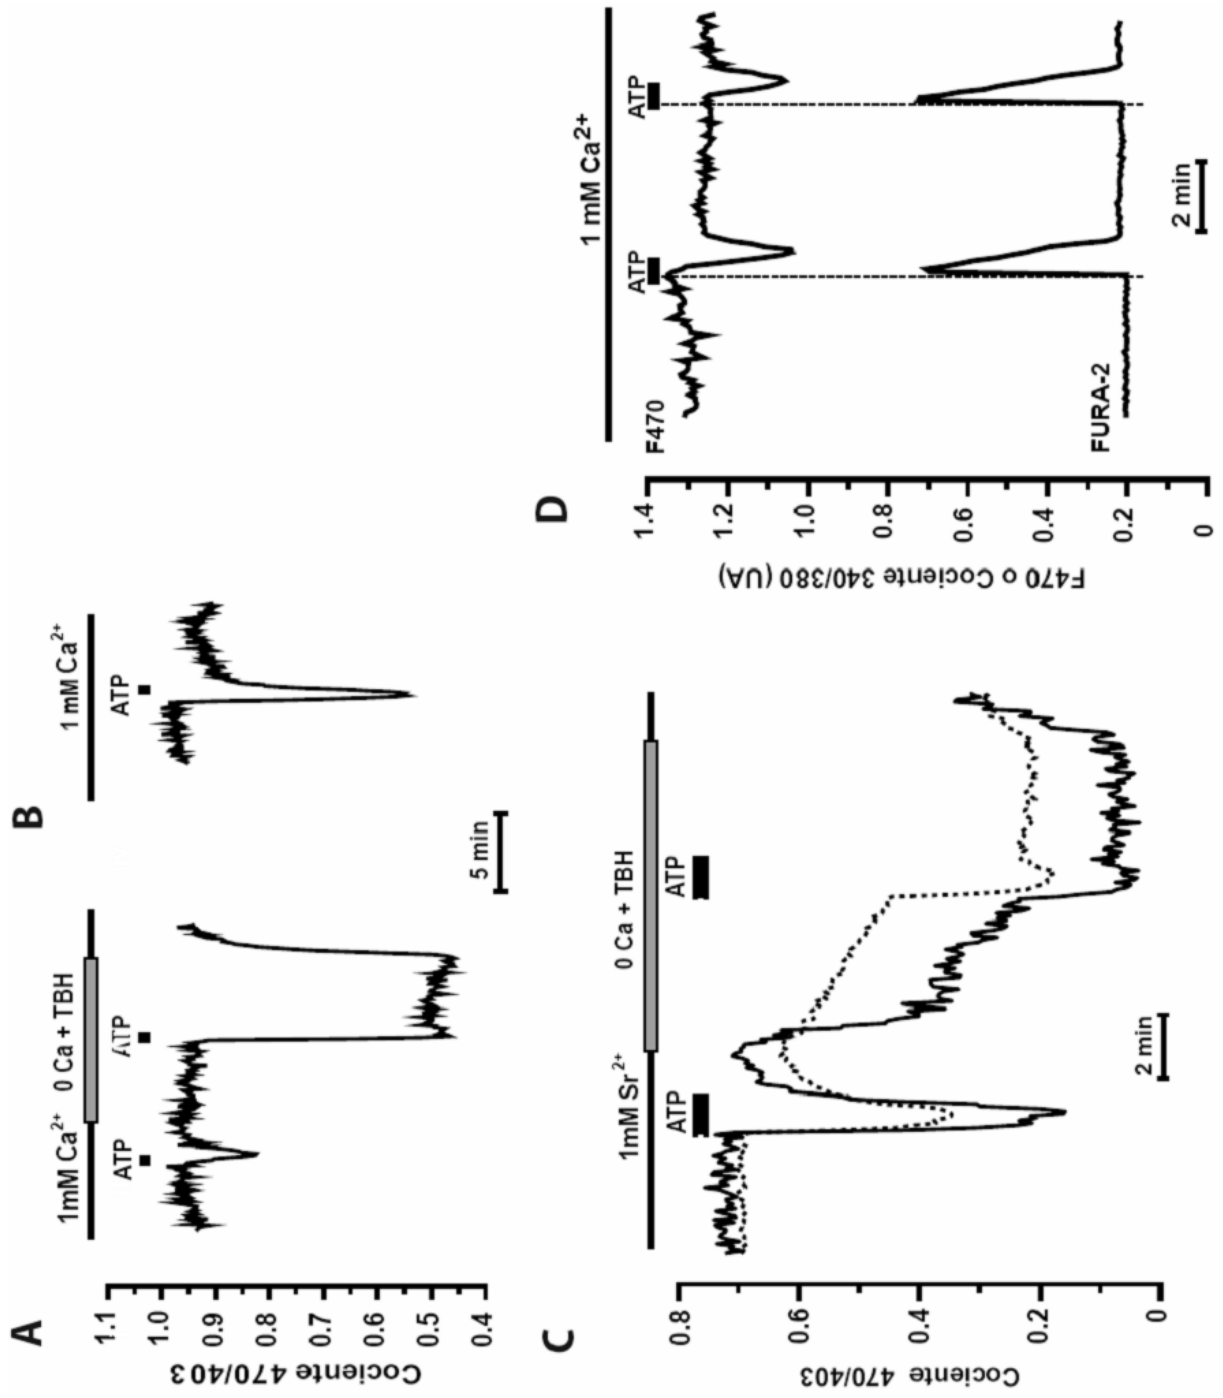 A
1mM Ca2+
0 Ca + TBH
ATP
ATP
1.1
1.0
0.9
0.8
0.7
0.6
0.5
0.4
Cociente 470/403
B
1 mM Ca2+
ATP
5 min
C
1mM Sr2+
0 Ca + TBH
ATP
ATP
0.8
0.6
0.4
0.2
0
Cociente 470/403
2 min
D
1 mM Ca2+
ATP
ATP
F470
1.4
1.2
1.0
0.8
0.6
0.4
0.2
0
F470 o Cociente 340/380 (UA)
FURA-2
2 min